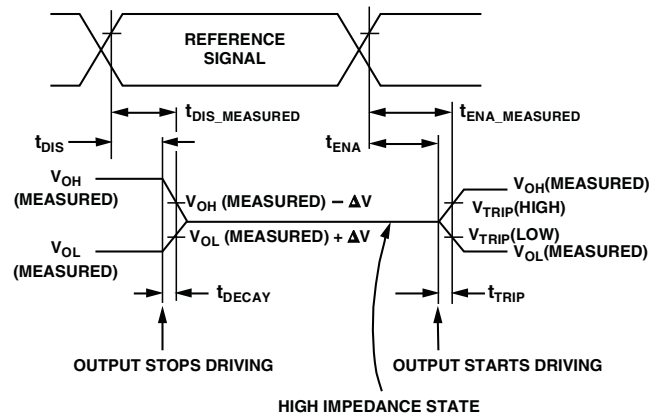 REFERENCE
SIGNAL
tDIS_MEASURED
tENA_MEASURED
tDIS
tENA
VOH
(MEASURED)
VOH (MEASURED) – ΔV
VOH(MEASURED)
VTRIP(HIGH)
VOL (MEASURED) + ΔV
VTRIP(LOW)
VOL
(MEASURED)
VOL(MEASURED)
tDECAY
tTRIP
OUTPUT STOPS DRIVING
OUTPUT STARTS DRIVING
HIGH IMPEDANCE STATE